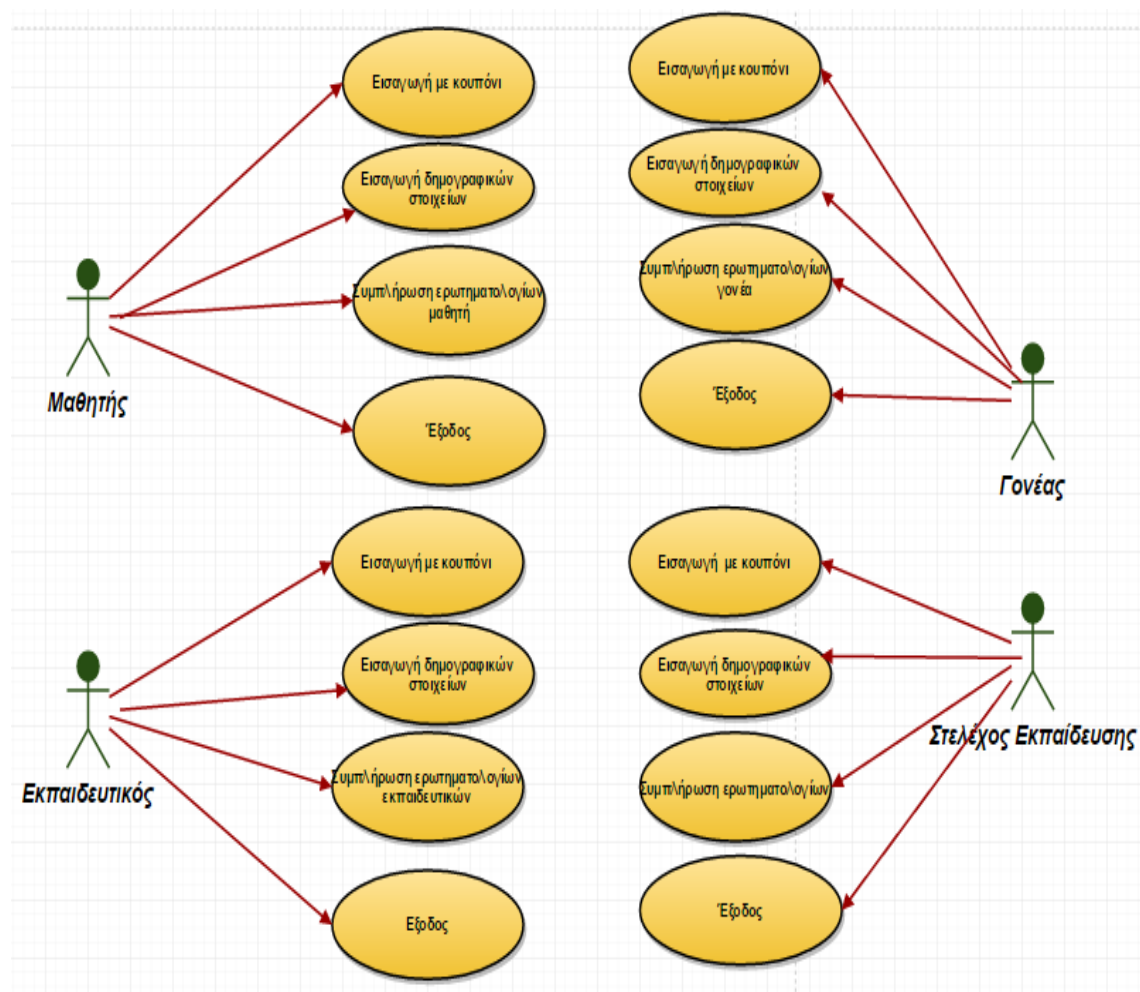 Εισαγωγή με κουπόνι
Εισαγωγή δημογραφικών
στοιχείων
Συμπλήρωση ερωτηματολογίων
μαθητή
Έξοδος
Μαθητής
Εισαγωγή με κουπόνι
Εισαγωγή δημογραφικών
στοιχείων
Συμπλήρωση ερωτηματολογίων
γονέα
Έξοδος
Γονέας
Εισαγωγή με κουπόνι
Εισαγωγή δημογραφικών
στοιχείων
Συμπλήρωση ερωτηματολογίων
εκπαιδευτικών
Εξοδος
Εκπαιδευτικός
Εισαγωγή με κουπόνι
Εισαγωγή δημογραφικών
στοιχείων
Συμπλήρωση ερωτηματολογίων
Έξοδος
Στελέχος Εκπαίδευσης